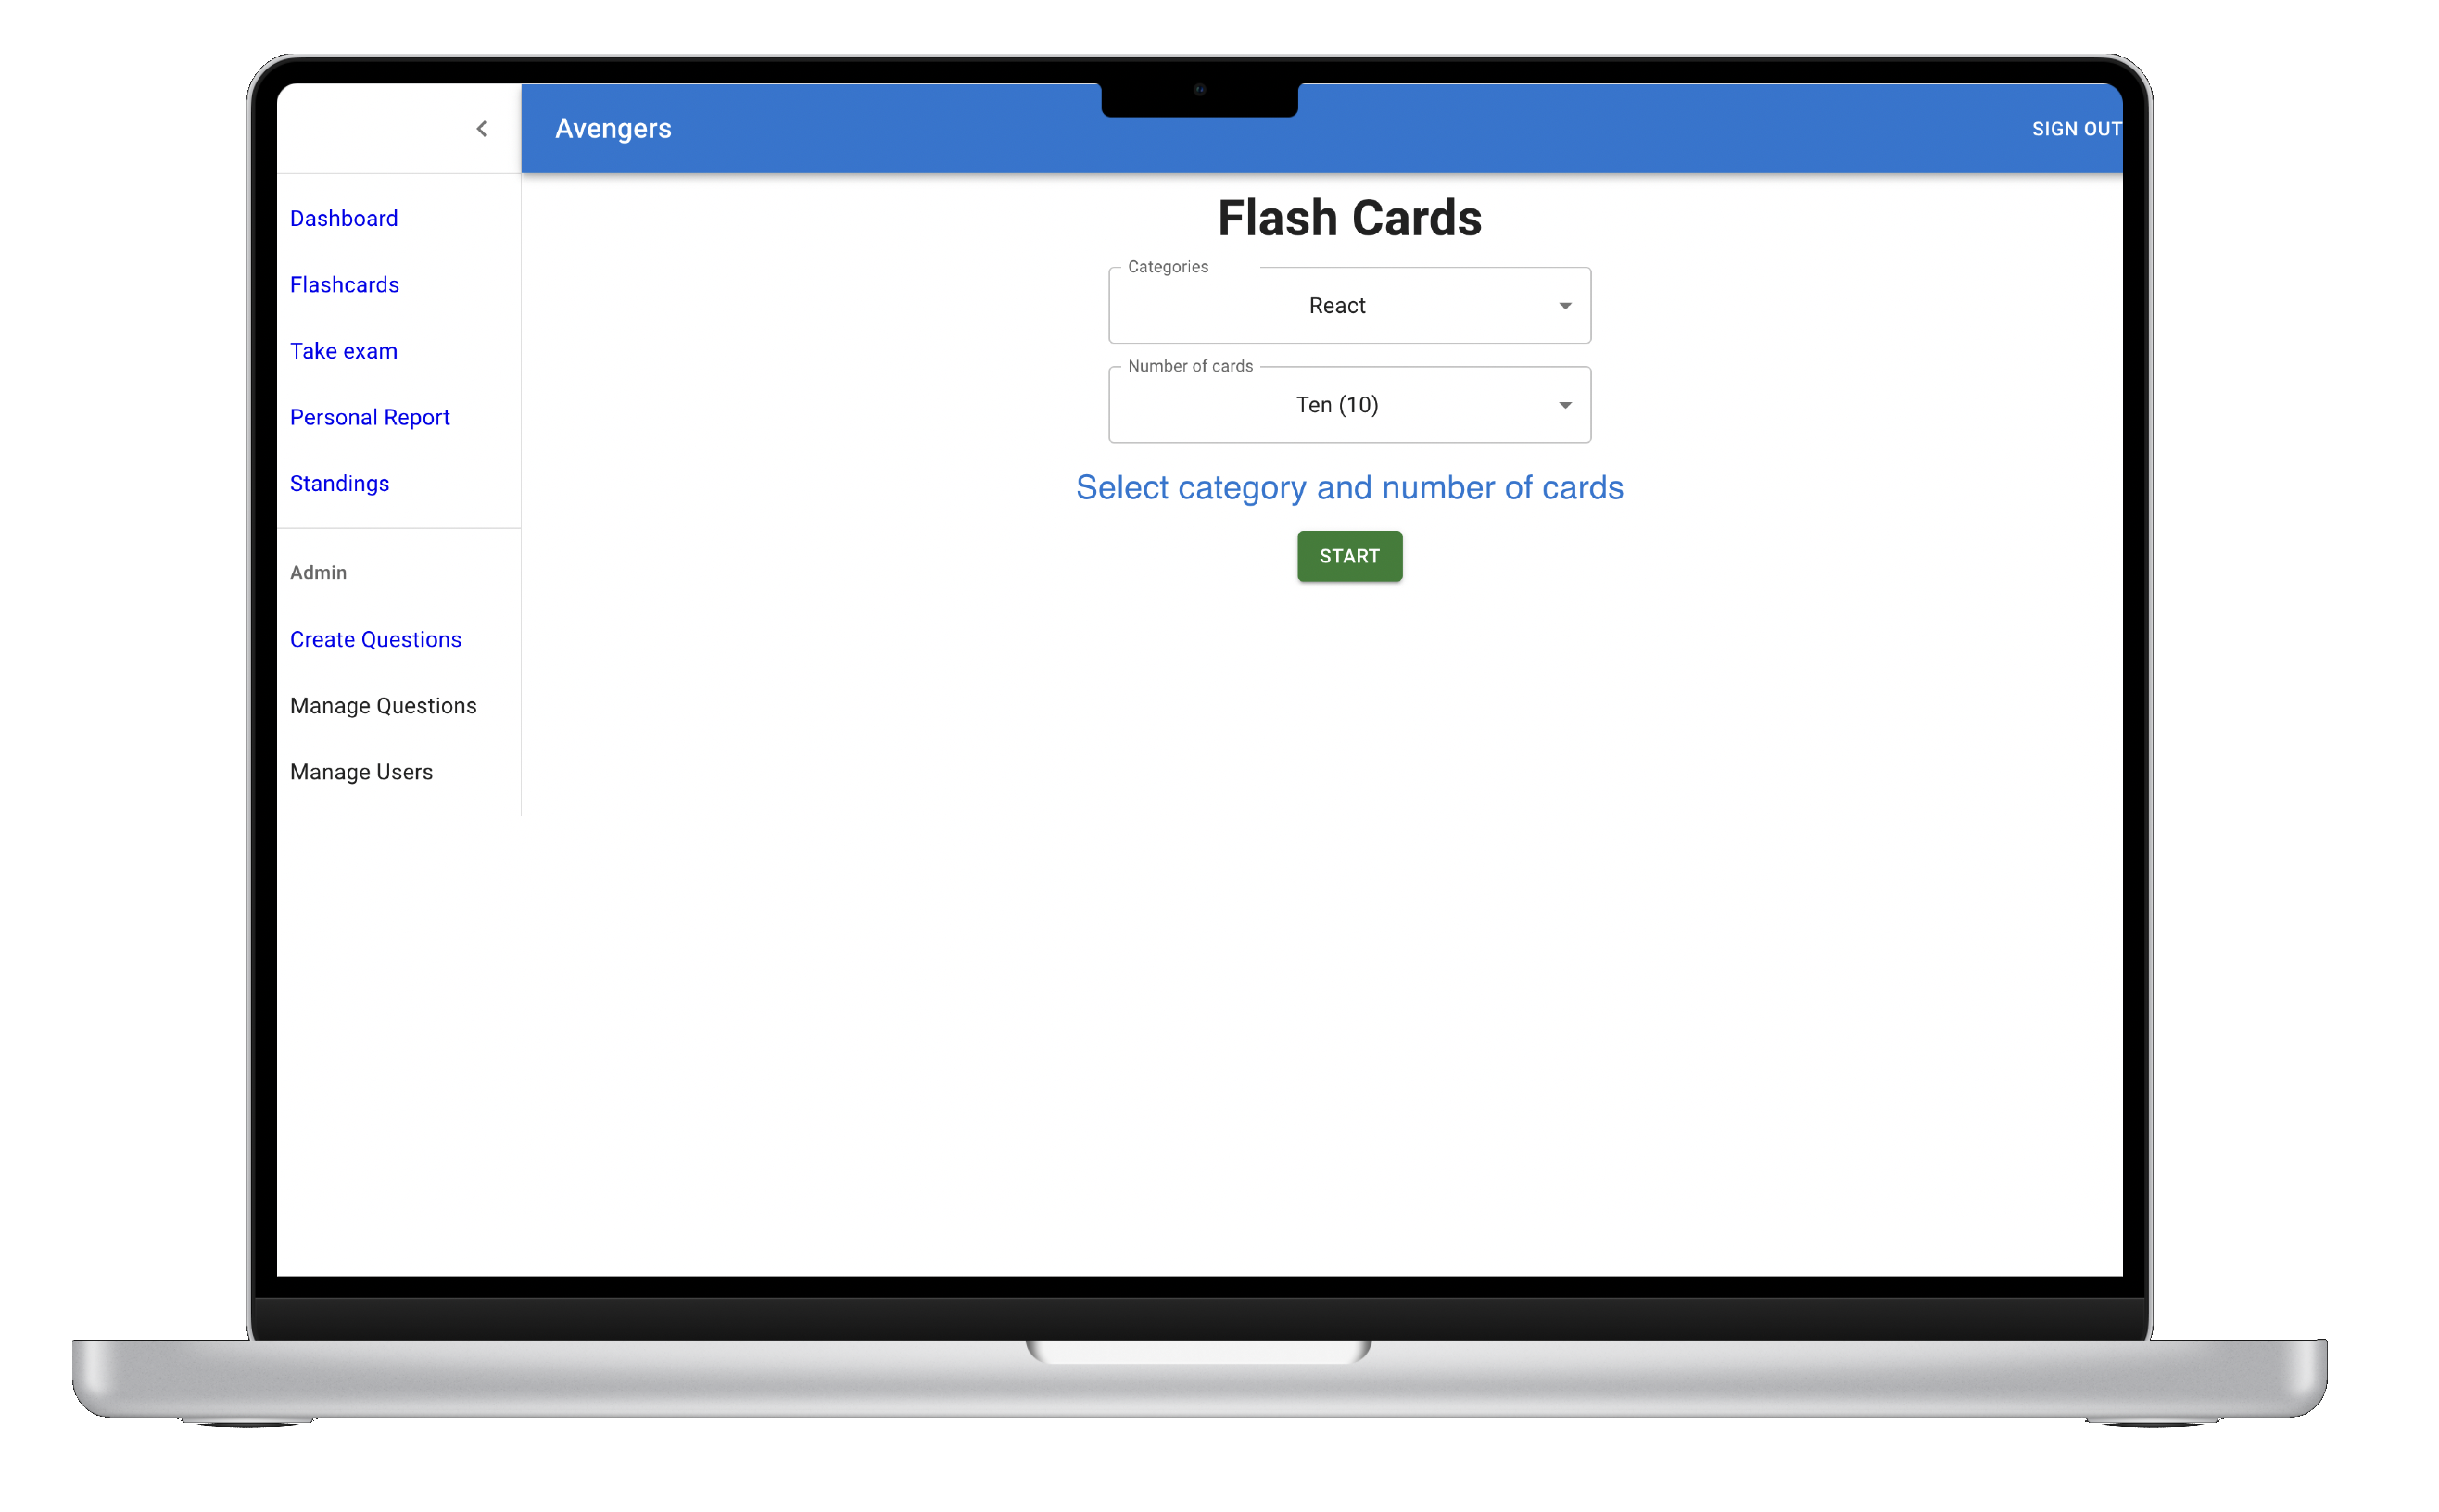 Avengers
SIGN OUT
Dashboard
Flashcards
Take exam
Personal Report
Standings
Admin
Create Questions
Manage Questions
Manage Users
Flash Cards
Categories
React
Number of cards
Ten (10)
Select category and number of cards
START